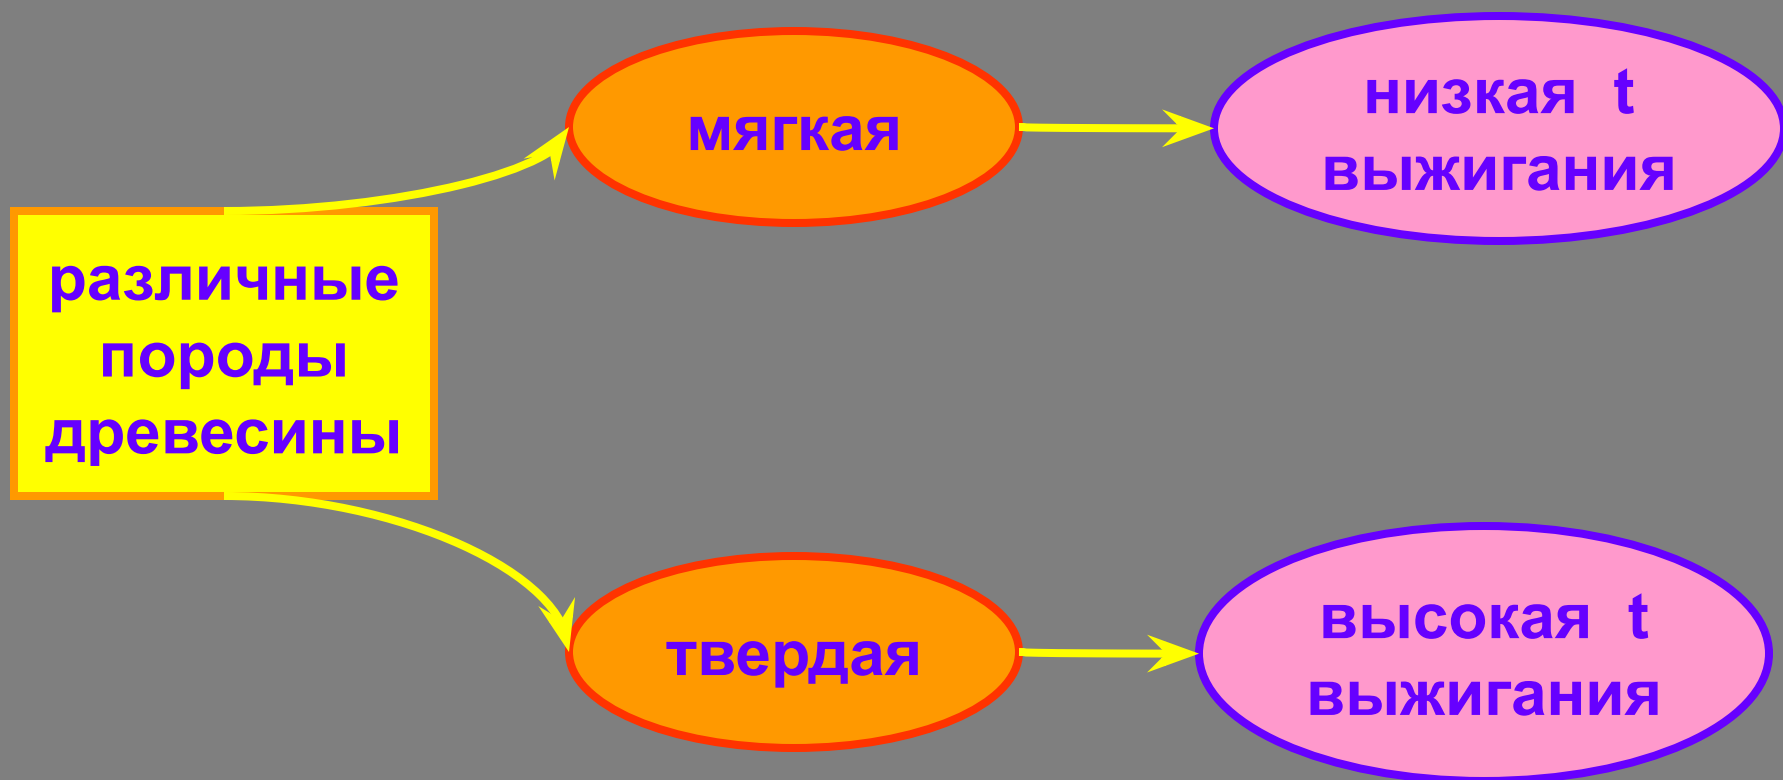 различные
породы
древесины
мягкая
низкая t
выжигания
твердая
высокая t
выжигания